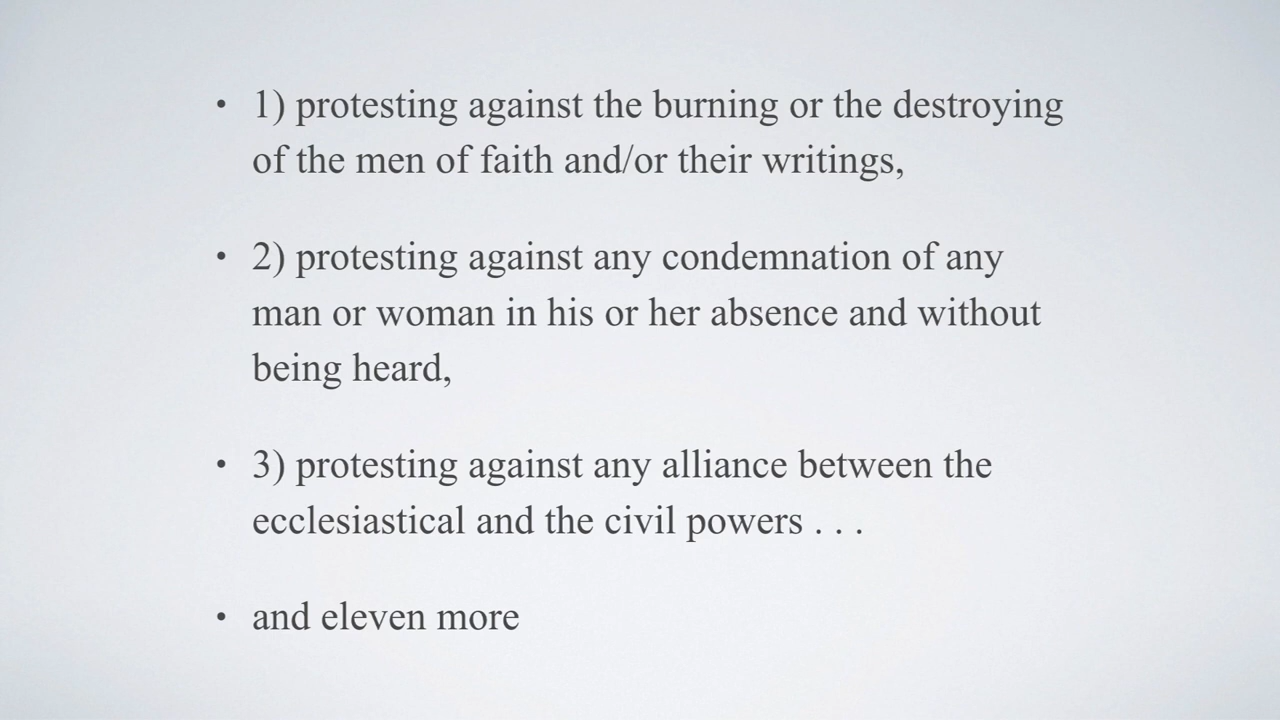 • 1) protesting against the burning or the destroying
of the men of faith and/or their writings,
• 2) protesting against any condemnation of any
man or woman in his or her absence and without
being heard,
• 3) protesting against any alliance between the
ecclesiastical and the civil powers . . .
• and eleven more